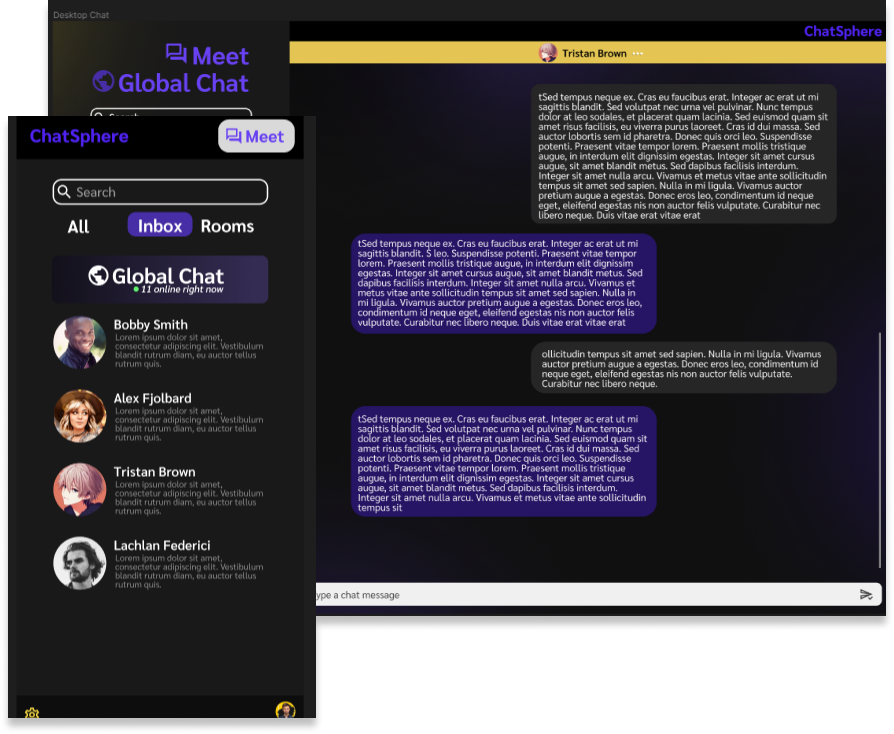 Desktop Chat
ChatSphere
Meet
Global Chat
Search
Tristan Brown ...
tSed tempus neque ex. Cras eu faucibus erat. Integer ac erat ut mi
sagittis blandit. Sed volutpat nec urna vel pulvinar. Nunc tempus
dolor at leo sodales, et placerat quam lacinia. Sed euismod quam sit
amet risus facilisis, eu viverra purus laoreet. Cras id dui massa. Sed
auctor lobortis sem id pharetra. Donec quis orci leo. Suspendisse
potenti. Praesent vitae tempor lorem. Praesent mollis tristique
augue, in interdum elit dignissim egestas. Integer sit amet cursus
augue, sit amet blandit metus. Sed dapibus facilisis interdum.
Integer sit amet nulla arcu. Vivamus et metus vitae ante sollicitudin
tempus sit amet sed sapien. Nulla in mi ligula. Vivamus auctor
pretium augue a egestas. Donec eros leo, condimentum id neque
eget, eleifend egestas nis non auctor felis vulputate. Curabitur nec
libero neque. Duis vitae erat vitae erat
tSed tempus neque ex. Cras eu faucibus erat. Integer ac erat ut mi
sagittis blandit. S leo. Suspendisse potenti. Praesent vitae tempor
lorem. Praesent mollis tristique augue, in interdum elit dignissim
egestas. Integer sit amet cursus augue, sit amet blandit metus. Sed
dapibus facilisis interdum. Integer sit amet nulla arcu. Vivamus et
metus vitae ante sollicitudin tempus sit amet sed sapien. Nulla in
mi ligula. Vivamus auctor pretium augue a egestas. Donec eros leo,
condimentum id neque eget, eleifend egestas nis non auctor felis
vulputate. Curabitur nec libero neque. Duis vitae erat vitae erat
ollicitudin tempus sit amet sed sapien. Nulla in mi ligula. Vivamus
auctor pretium augue a egestas. Donec eros leo, condimentum id
neque eget, eleifend egestas nis non auctor felis vulputate.
Curabitur nec libero neque.
tSed tempus neque ex. Cras eu faucibus erat. Integer ac erat ut mi
sagittis blandit. Sed volutpat nec urna vel pulvinar. Nunc tempus
dolor at leo sodales, et placerat quam lacinia. Sed euismod quam sit
amet risus facilisis, eu viverra purus laoreet. Cras id dui massa. Sed
auctor lobortis sem id pharetra. Donec quis orci leo. Suspendisse
potenti. Praesent vitae tempor lorem. Praesent mollis tristique
augue, in interdum elit dignissim egestas. Integer sit amet cursus
augue, sit amet blandit metus. Sed dapibus facilisis interdum.
Integer sit amet nulla arcu. Vivamus et metus vitae ante sollicitudin
tempus sit
ype a chat message
ChatSphere
Meet
Search
All Inbox Rooms
Global Chat
11 online right now
Bobby Smith
Lorem ipsum dolor sit amet,
consectetur adipiscing elit. Vestibulum
blandit rutrum diam, eu auctor tellus
rutrum quis.
Alex Fjolbard
Lorem ipsum dolor sit amet,
consectetur adipiscing elit. Vestibulum
blandit rutrum diam, eu auctor tellus
rutrum quis.
Tristan Brown
Lorem ipsum dolor sit amet,
consectetur adipiscing elit. Vestibulum
blandit rutrum diam, eu auctor tellus
rutrum quis.
Lachlan Federici
Lorem ipsum dolor sit amet,
consectetur adipiscing elit. Vestibulum
blandit rutrum diam, eu auctor tellus
rutrum quis.